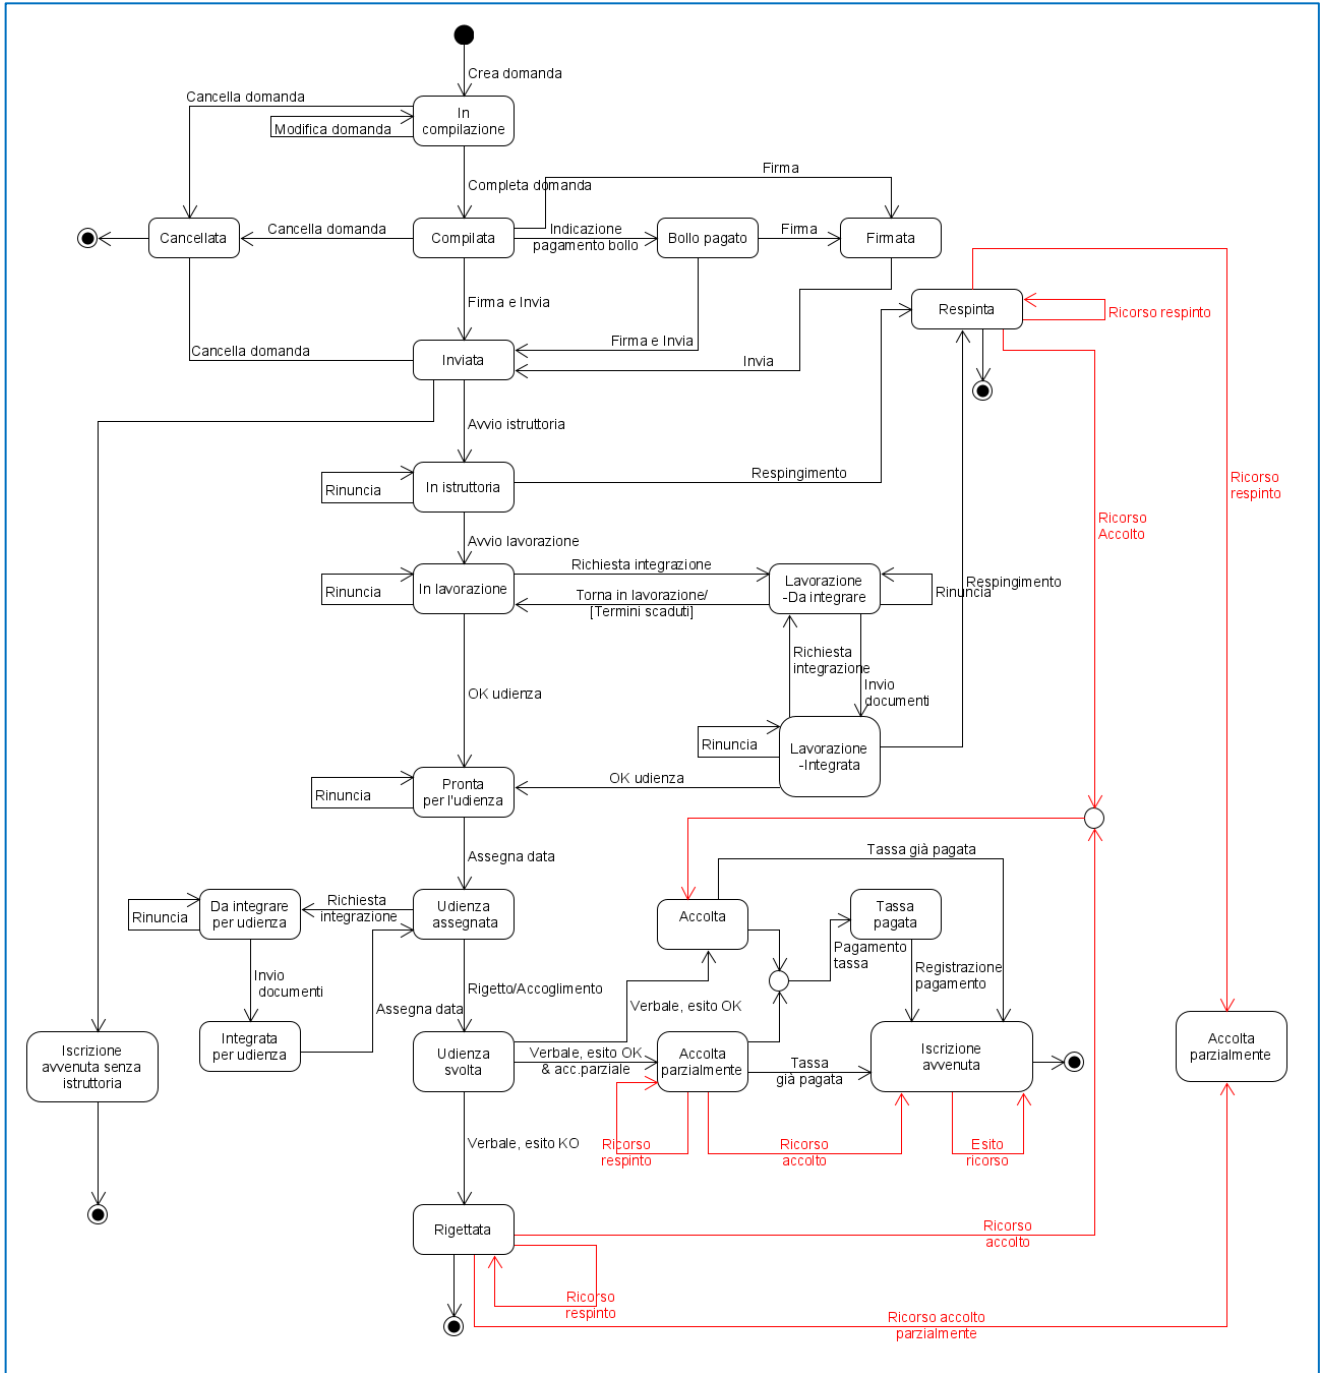 Crea domanda
Cancella domanda
In
compilazione
Modifica domanda
Firma
Completa domanda
Cancellata
Cancella domanda
Compilata
Indicazione
pagamento bollo
Bollo pagato
Firma
Firmata
Respinta
Ricorso respinto
Firma e Invia
Firma e Invia
Cancella domanda
Inviata
Invia
Avvio istruttoria
Respingimento
Rinuncia
In istruttoria
Ricorso
respinto
Ricorso
Accolto
Avvio lavorazione
Richiesta integrazione
Rinuncia
In lavorazione
Torna in lavorazione/
[Termini scaduti]
Lavorazione
-Da integrare
Rinuncia
Respingimento
Richiesta
integrazione
Invio
documenti
OK udienza
Rinuncia
Lavorazione
-Integrata
OK udienza
Rinuncia
Pronta
per l'udienza
Assegna data
Tassa già pagata
Rinuncia
Da integrare
per udienza
Richiesta
integrazione
Udienza
assegnata
Accolta
Tassa
pagata
Pagamento
tassa
Invio
documenti
Rigetto/Accoglimento
Registrazione
pagamento
Assegna data
Verbale, esito OK
Iscrizione
avvenuta senza
istruttoria
Integrata
per udienza
Udienza
svolta
Verbale, esito OK
& acc.parziale
Accolta
parzialmente
Tassa
già pagata
Iscrizione
avvenuta
Accolta
parzialmente
Verbale, esito KO
Ricorso
respinto
Ricorso
accolto
Esito
ricorso
Rigettata
Ricorso
accolto
Ricorso
respinto
Ricorso accolto
parzialmente